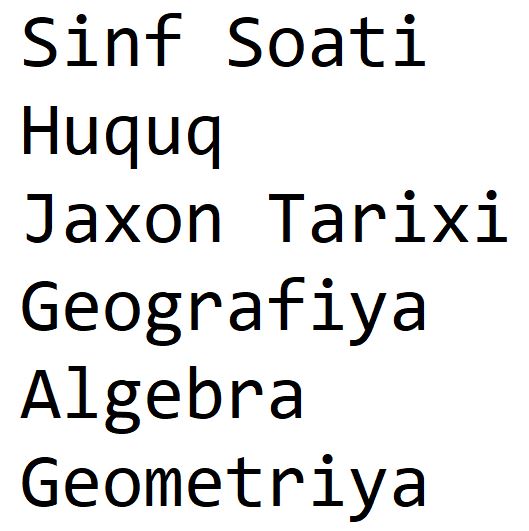 Sinf Soati
Huquq
Jaxon Tarixi
Geografiya
Algebra
Geometriya